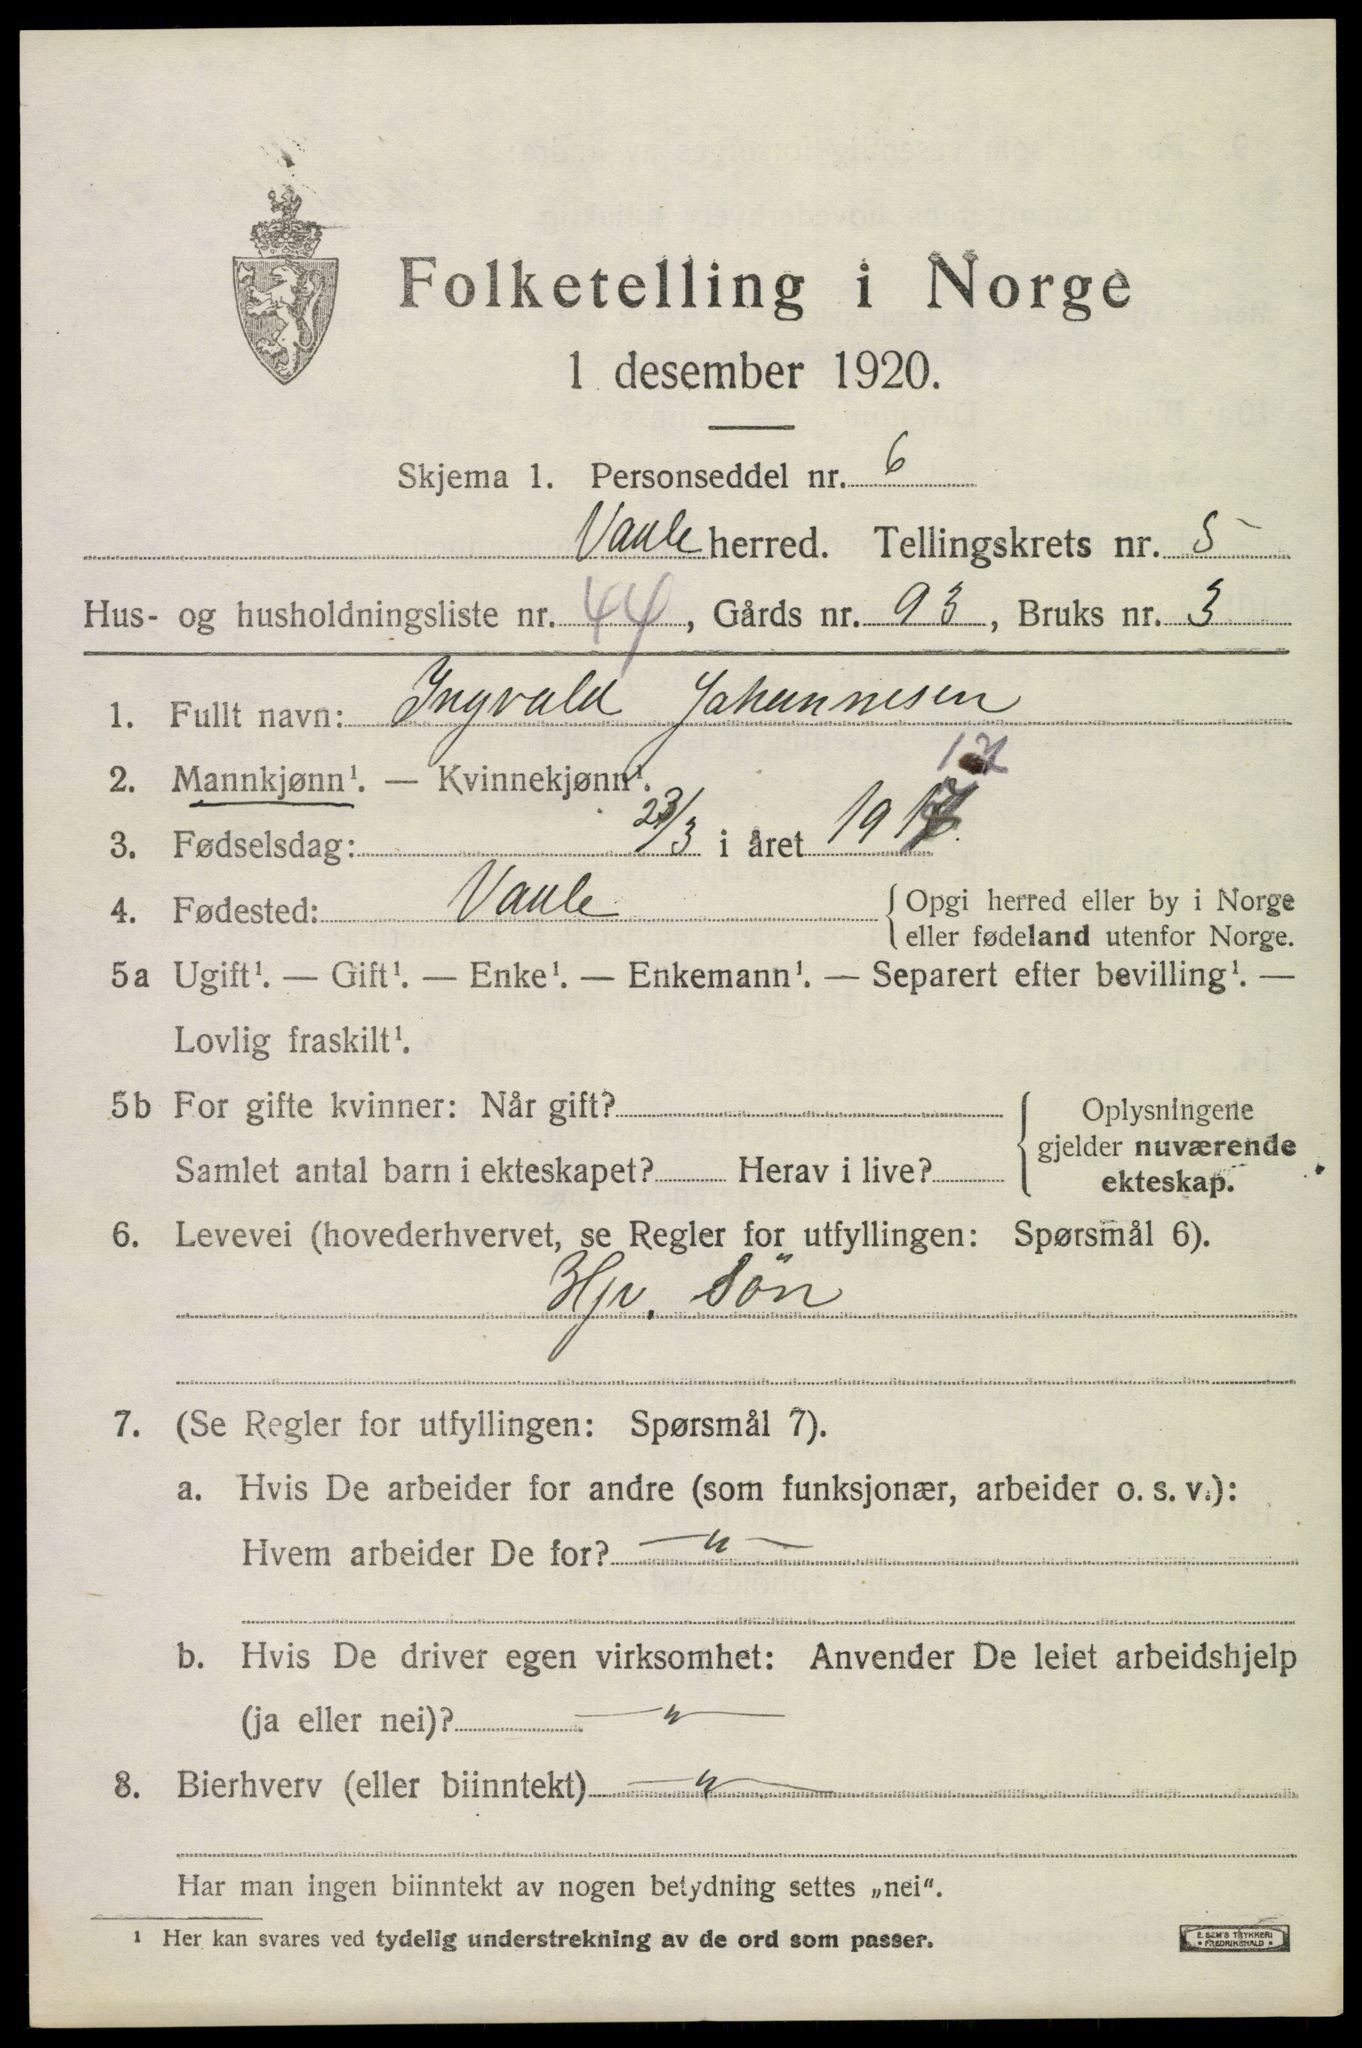 Folketelling i Norge
1 desember 1920.
Skjema 1. Personseddel nr. 6
Vaale herred. Tellingskrets nr. 5
Hus- og husholdningsliste nr. 44, Gårds nr. 93, Bruks nr. 3
1. Fullt navn: Ingvald Johannesen
2. Mannkjønn¹. — Kvinnekjønn¹.
3. Fødselsdag: 23/3 i året 1917
4. Fødested: Vaale { Opgi herred eller by i Norge
eller fødeland utenfor Norge.
5a Ugift¹. — Gift¹. — Enke¹. — Enkemann¹. — Separert efter bevilling¹. —
Lovlig fraskilt¹.
5b For gifte kvinner: Når gift? { Oplysningene
gjelder nuværende
Samlet antal barn i ekteskapet? Herav i live? ekteskap.
6. Levevei (hovederhvervet, se Regler for utfyllingen: Spørsmål 6).
Hjv. Sön
7. (Se Regler for utfyllingen: Spørsmål 7).
a. Hvis De arbeider for andre (som funksjonær, arbeider o. s. v.):
Hvem arbeider De for? — " —
b. Hvis De driver egen virksomhet: Anvender De leiet arbeidshjelp
(ja eller nei)? — " —
8. Bierhverv (eller biinntekt) — " —
Har man ingen biinntekt av nogen betydning settes „nei“.
¹ Her kan svares ved tydelig understrekning av de ord som passer.
E. SEM'S TRYKKERI
• FREDRIKSHALD •